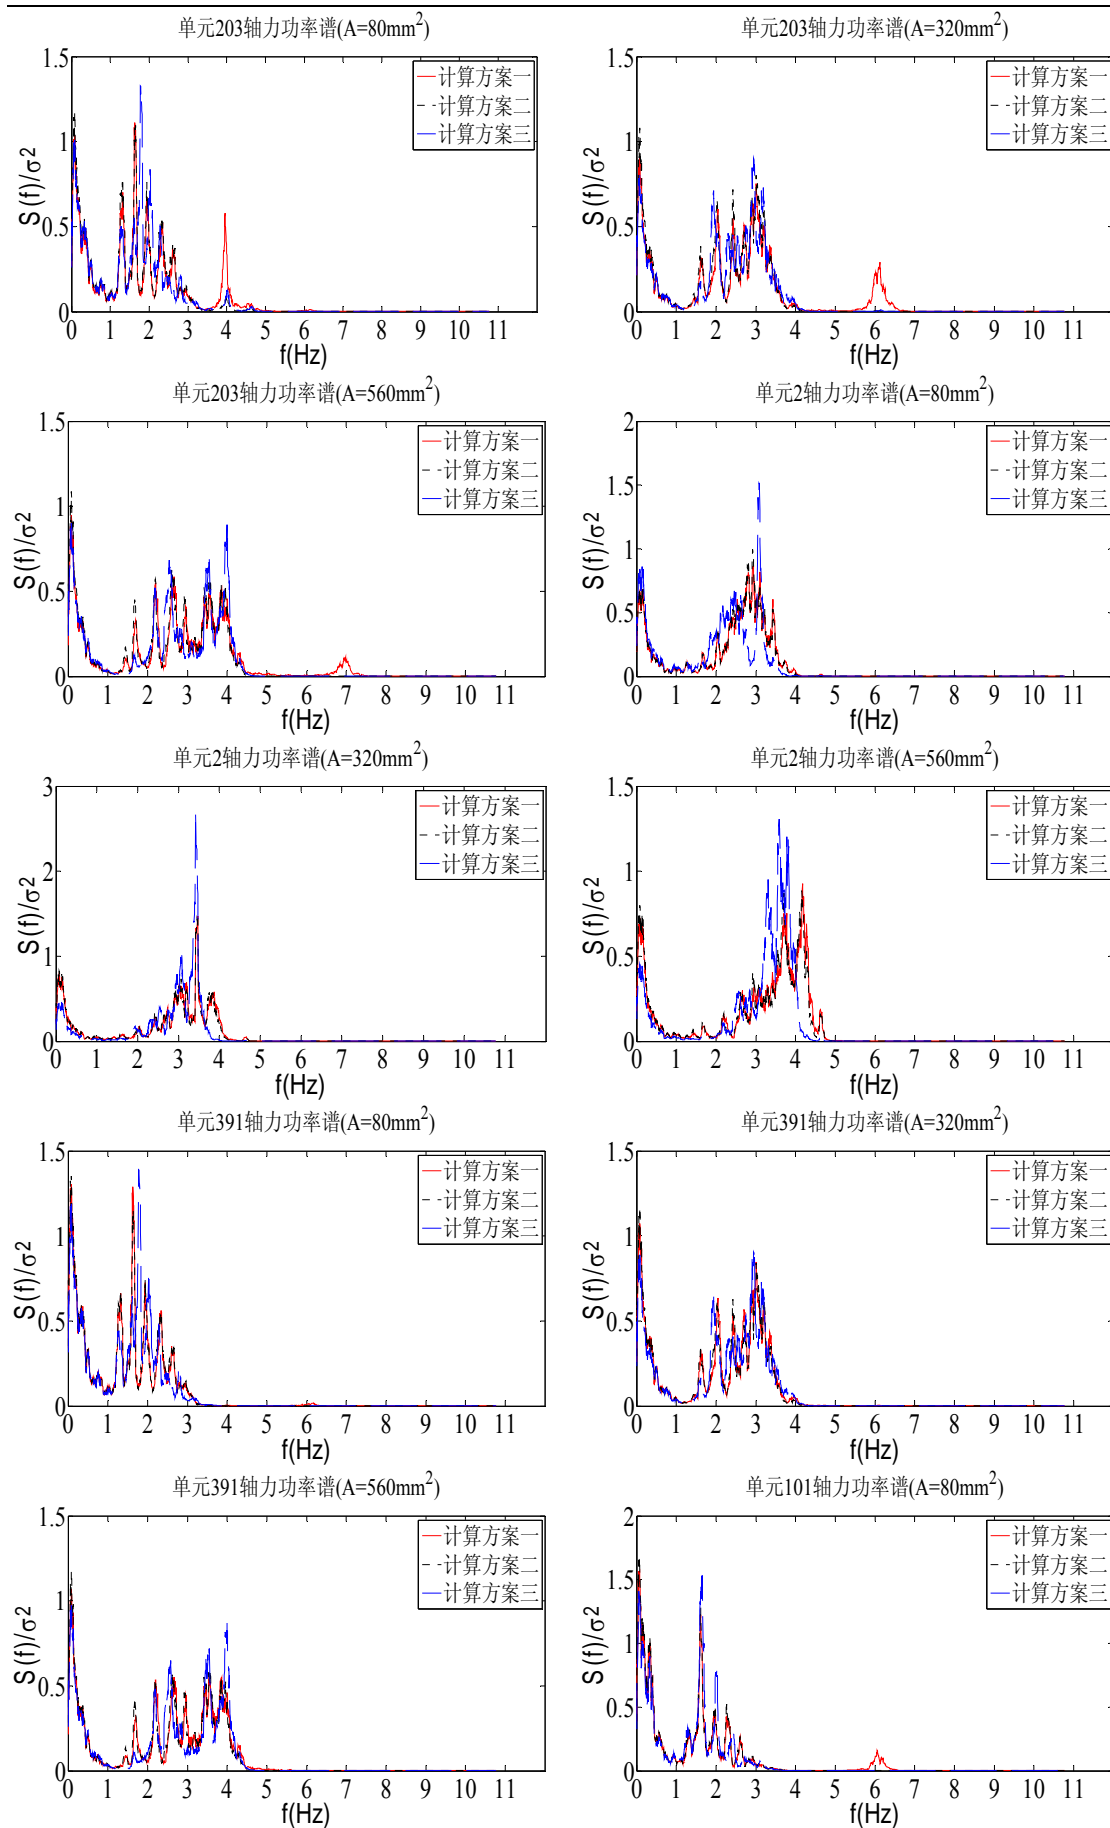 单元203轴力功率谱(A=80mm²)
1.5
1
0.5
0
S(f)/σ²
计算方案一
计算方案二
计算方案三
0 1 2 3 4 5 6 7 8 9 10 11
f(Hz)
单元203轴力功率谱(A=320mm²)
1.5
1
0.5
0
S(f)/σ²
计算方案一
计算方案二
计算方案三
0 1 2 3 4 5 6 7 8 9 10 11
f(Hz)
单元203轴力功率谱(A=560mm²)
1.5
1
0.5
0
S(f)/σ²
计算方案一
计算方案二
计算方案三
0 1 2 3 4 5 6 7 8 9 10 11
f(Hz)
单元2轴力功率谱(A=80mm²)
2
1.5
1
0.5
0
S(f)/σ²
计算方案一
计算方案二
计算方案三
0 1 2 3 4 5 6 7 8 9 10 11
f(Hz)
单元2轴力功率谱(A=320mm²)
3
2
1
0
S(f)/σ²
计算方案一
计算方案二
计算方案三
0 1 2 3 4 5 6 7 8 9 10 11
f(Hz)
单元2轴力功率谱(A=560mm²)
1.5
1
0.5
0
S(f)/σ²
计算方案一
计算方案二
计算方案三
0 1 2 3 4 5 6 7 8 9 10 11
f(Hz)
单元391轴力功率谱(A=80mm²)
1.5
1
0.5
0
S(f)/σ²
计算方案一
计算方案二
计算方案三
0 1 2 3 4 5 6 7 8 9 10 11
f(Hz)
单元391轴力功率谱(A=320mm²)
1.5
1
0.5
0
S(f)/σ²
计算方案一
计算方案二
计算方案三
0 1 2 3 4 5 6 7 8 9 10 11
f(Hz)
单元391轴力功率谱(A=560mm²)
1.5
1
0.5
0
S(f)/σ²
计算方案一
计算方案二
计算方案三
0 1 2 3 4 5 6 7 8 9 10 11
f(Hz)
单元101轴力功率谱(A=80mm²)
2
1.5
1
0.5
0
S(f)/σ²
计算方案一
计算方案二
计算方案三
0 1 2 3 4 5 6 7 8 9 10 11
f(Hz)